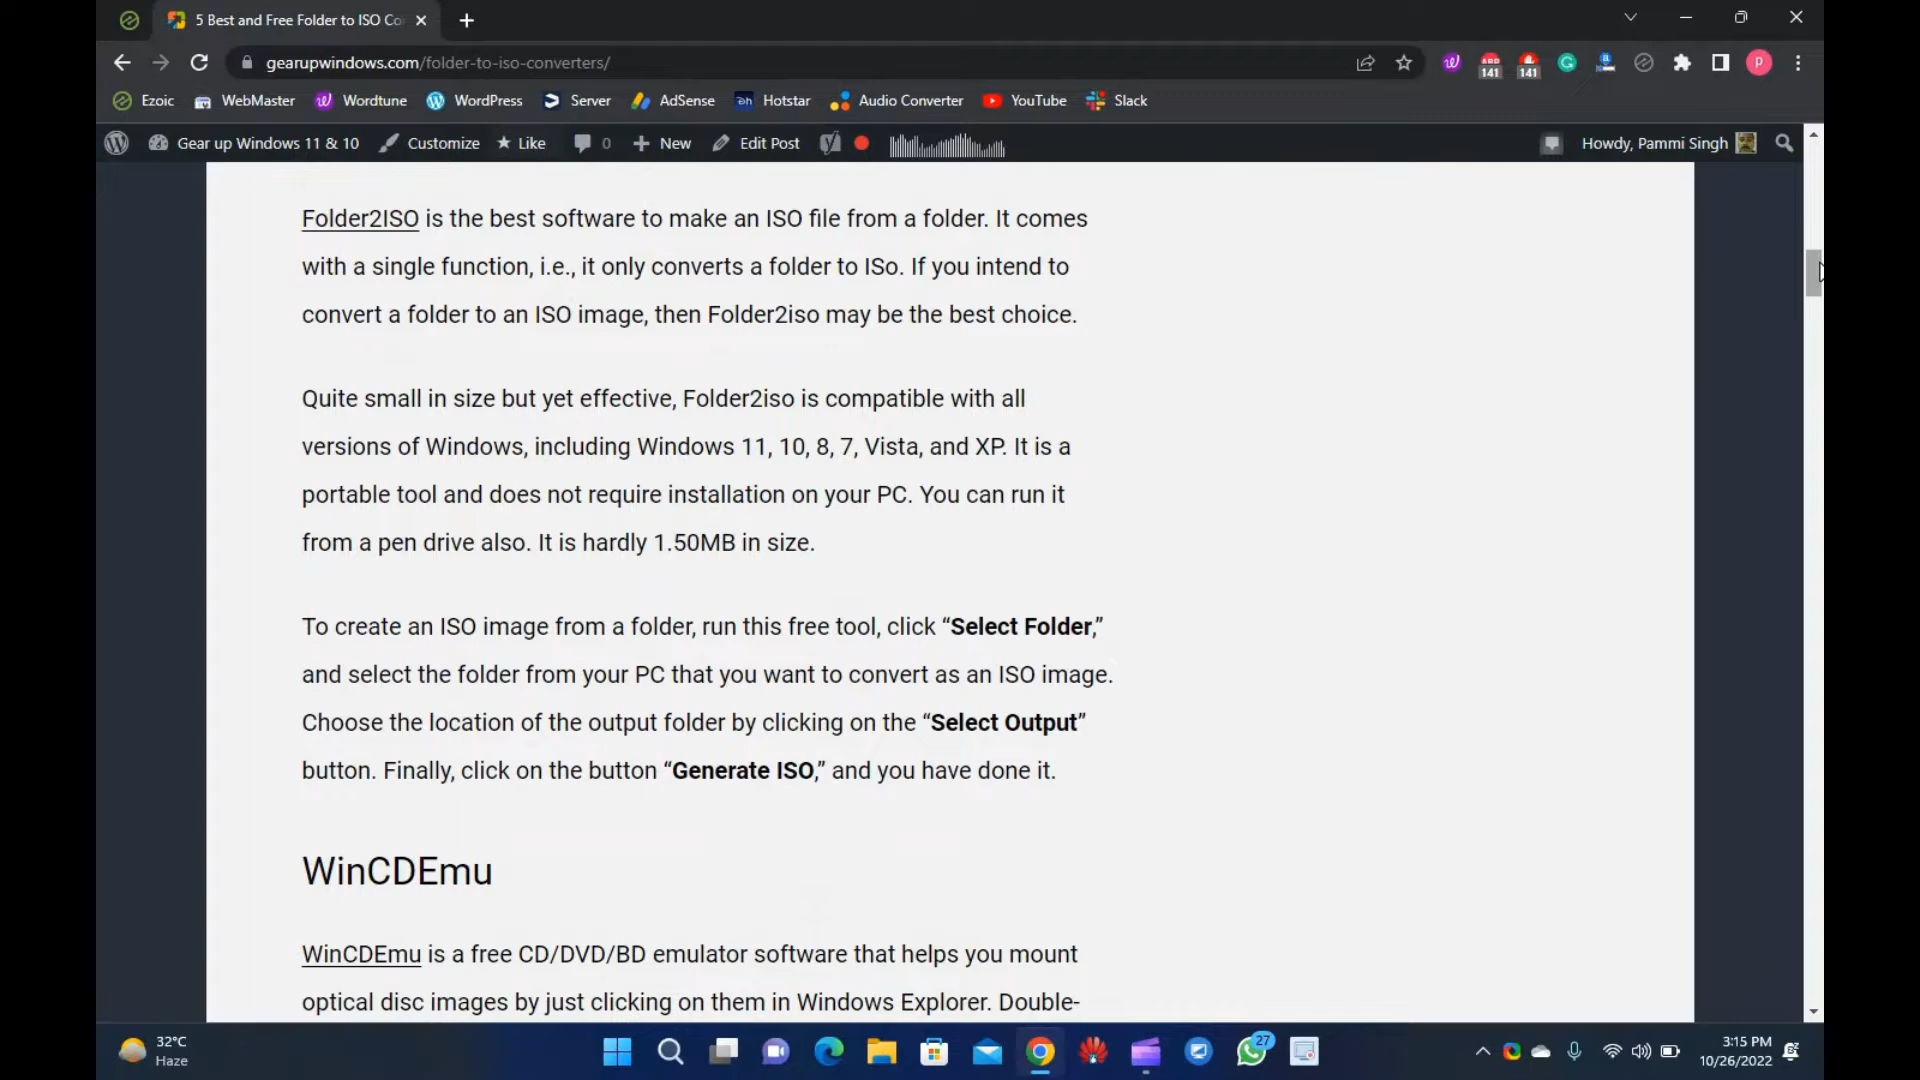 5 Best and Free Folder to ISO Co
gearupwindows.com/folder-to-iso-converters/
141
141
P
Ezoic WebMaster Wordtune WordPress Server AdSense Hotstar Audio Converter YouTube Slack
Gear up Windows 11 & 10 Customize Like 0 New Edit Post Howdy, Pammi Singh
Folder2ISO is the best software to make an ISO file from a folder. It comes
with a single function, i.e., it only converts a folder to ISo. If you intend to
convert a folder to an ISO image, then Folder2iso may be the best choice.
Quite small in size but yet effective, Folder2iso is compatible with all
versions of Windows, including Windows 11, 10, 8, 7, Vista, and XP. It is a
portable tool and does not require installation on your PC. You can run it
from a pen drive also. It is hardly 1.50MB in size.
To create an ISO image from a folder, run this free tool, click “Select Folder,”
and select the folder from your PC that you want to convert as an ISO image.
Choose the location of the output folder by clicking on the “Select Output”
button. Finally, click on the button “Generate ISO,” and you have done it.
WinCDEmu
WinCDEmu is a free CD/DVD/BD emulator software that helps you mount
optical disc images by just clicking on them in Windows Explorer. Double-
32°C
Haze
27
3:15 PM
10/26/2022